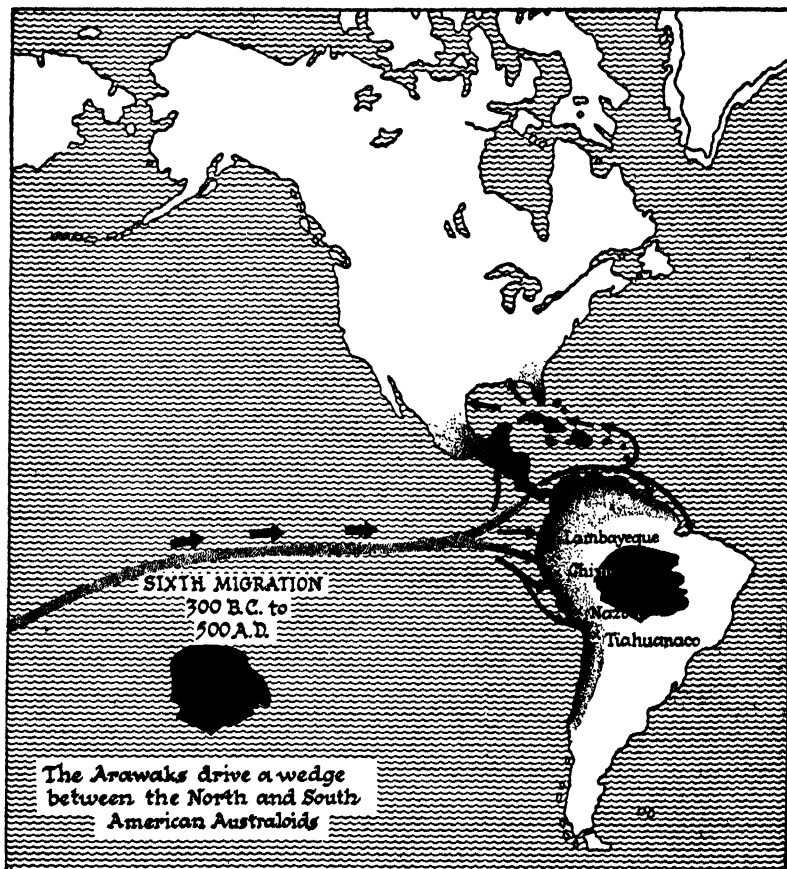 Lambayeque
SIXTH MIGRATION
300 B.C. to
500 A.D.
Tiahuanaco
The Arawaks drive a wedge
between the North and South
American Australoids